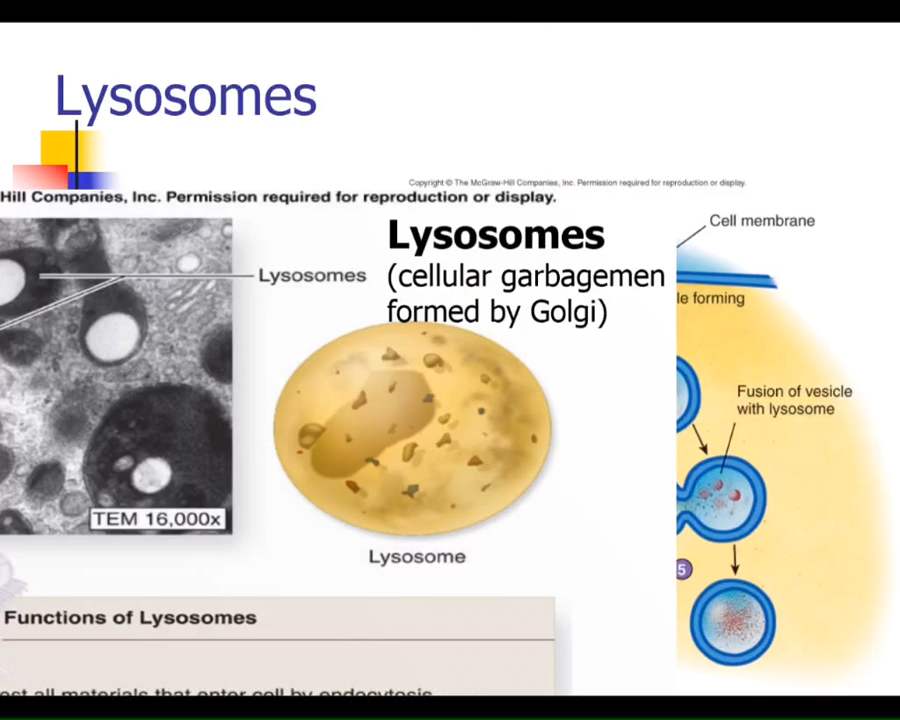 Lysosomes
Copyright © The McGraw-Hill Companies, Inc. Permission required for reproduction or display.
Hill Companies, Inc. Permission required for reproduction or display.
Cell membrane
Lysosomes
(cellular garbagemen
formed by Golgi)
Lysosomes
le forming
Fusion of vesicle
with lysosome
TEM 16,000x
Lysosome
5
Functions of Lysosomes
est all materials that enter cell by endocytosis